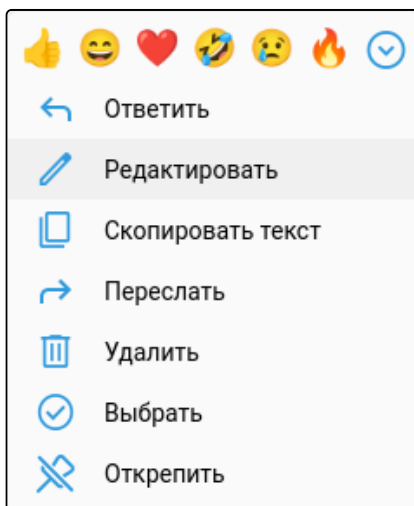 Ответить
Редактировать
Скопировать текст
Переслать
Удалить
Выбрать
Открепить